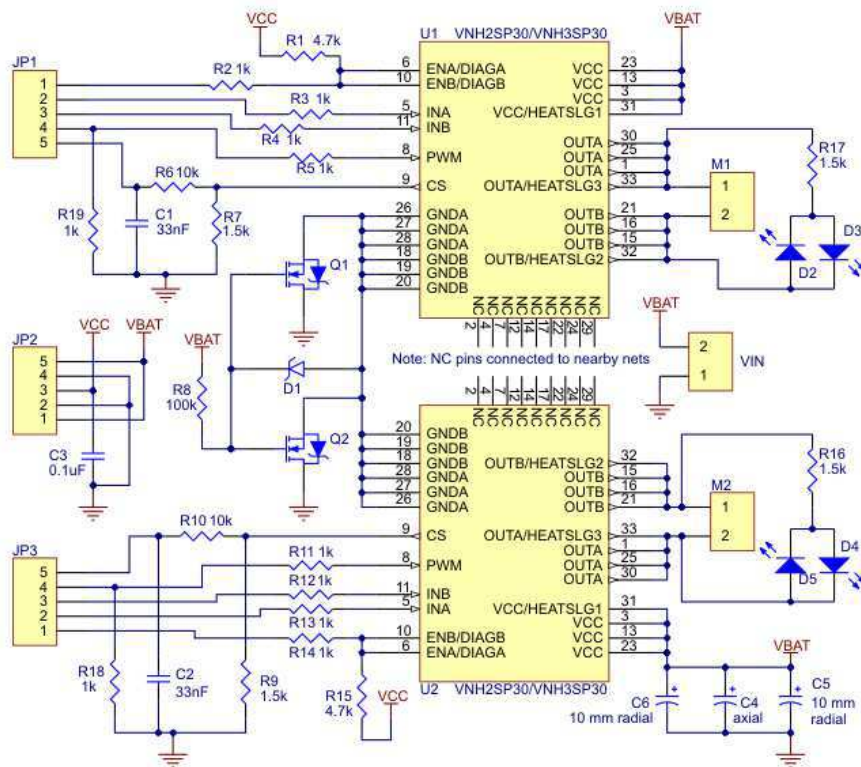 VCC
R1 4.7k
U1 VNH2SP30/VNH3SP30
VBAT
JP1
1
2
3
4
5
R2 1k
R3 1k
R4 1k
R5 1k
R6 10k
R19
1k
C1
33nF
R7
1.5k
6 ENA/DIAGA
10 ENB/DIAGB
5 INA
11 INB
8 PWM
9 CS
26 GNDA
27 GNDA
28 GNDA
18 GNDB
19 GNDB
20 GNDB
VCC 23
VCC 13
VCC 3
VCC/HEATSLG1 31
OUTA 30
OUTA 25
OUTA 1
OUTA/HEATSLG3 33
OUTB 21
OUTB 16
OUTB 15
OUTB/HEATSLG2 32
M1
1
2
R17
1.5k
D2
D3
Q1
NC NC NC NC NC NC NC NC NC
2 4 7 12 14 17 22 24 29
Note: NC pins connected to nearby nets
VBAT
2
1
VIN
JP2
VCC
VBAT
5
4
3
2
1
C3
0.1uF
VBAT
R8
100k
D1
Q2
2 4 7 12 14 17 22 24 29
NC NC NC NC NC NC NC NC NC
20 GNDB
19 GNDB
18 GNDB
28 GNDA
27 GNDA
26 GNDA
9 CS
8 PWM
11 INB
5 INA
10 ENB/DIAGB
6 ENA/DIAGA
OUTB/HEATSLG2 32
OUTB 15
OUTB 16
OUTB 21
OUTA/HEATSLG3 33
OUTA 1
OUTA 25
OUTA 30
VCC/HEATSLG1 31
VCC 3
VCC 13
VCC 23
U2 VNH2SP30/VNH3SP30
M2
1
2
R16
1.5k
D5
D4
JP3
5
4
3
2
1
R10 10k
R11 1k
R12 1k
R13 1k
R14 1k
R18
1k
C2
33nF
R9
1.5k
R15
4.7k
VCC
VBAT
C6
10 mm radial
C4
axial
C5
10 mm
radial